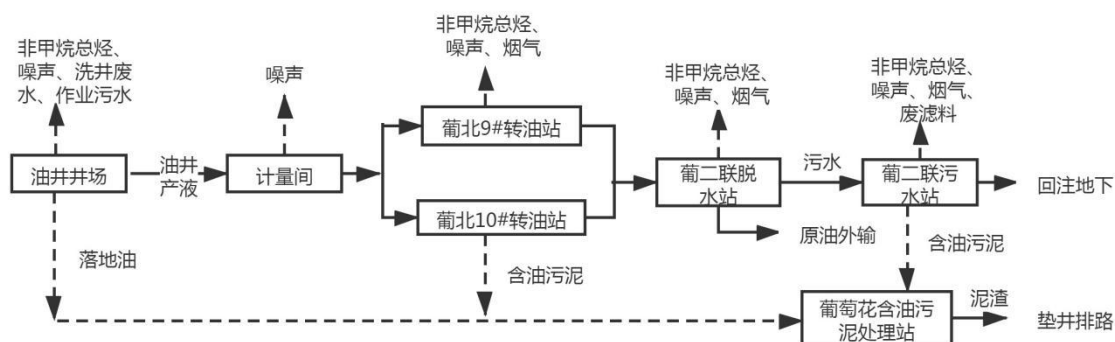 非甲烷总烃、
噪声、洗井废
水、作业污水
噪声
非甲烷总烃、
噪声、烟气
非甲烷总烃、
噪声、烟气
非甲烷总烃、
噪声、烟气、
废滤料
油井井场
油井
产液
计量间
葡北9#转油站
葡北10#转油站
葡二联脱
水站
污水
葡二联污
水站
回注地下
原油外输
落地油
含油污泥
含油污泥
葡萄花含油污
泥处理站
泥渣
垫井排路